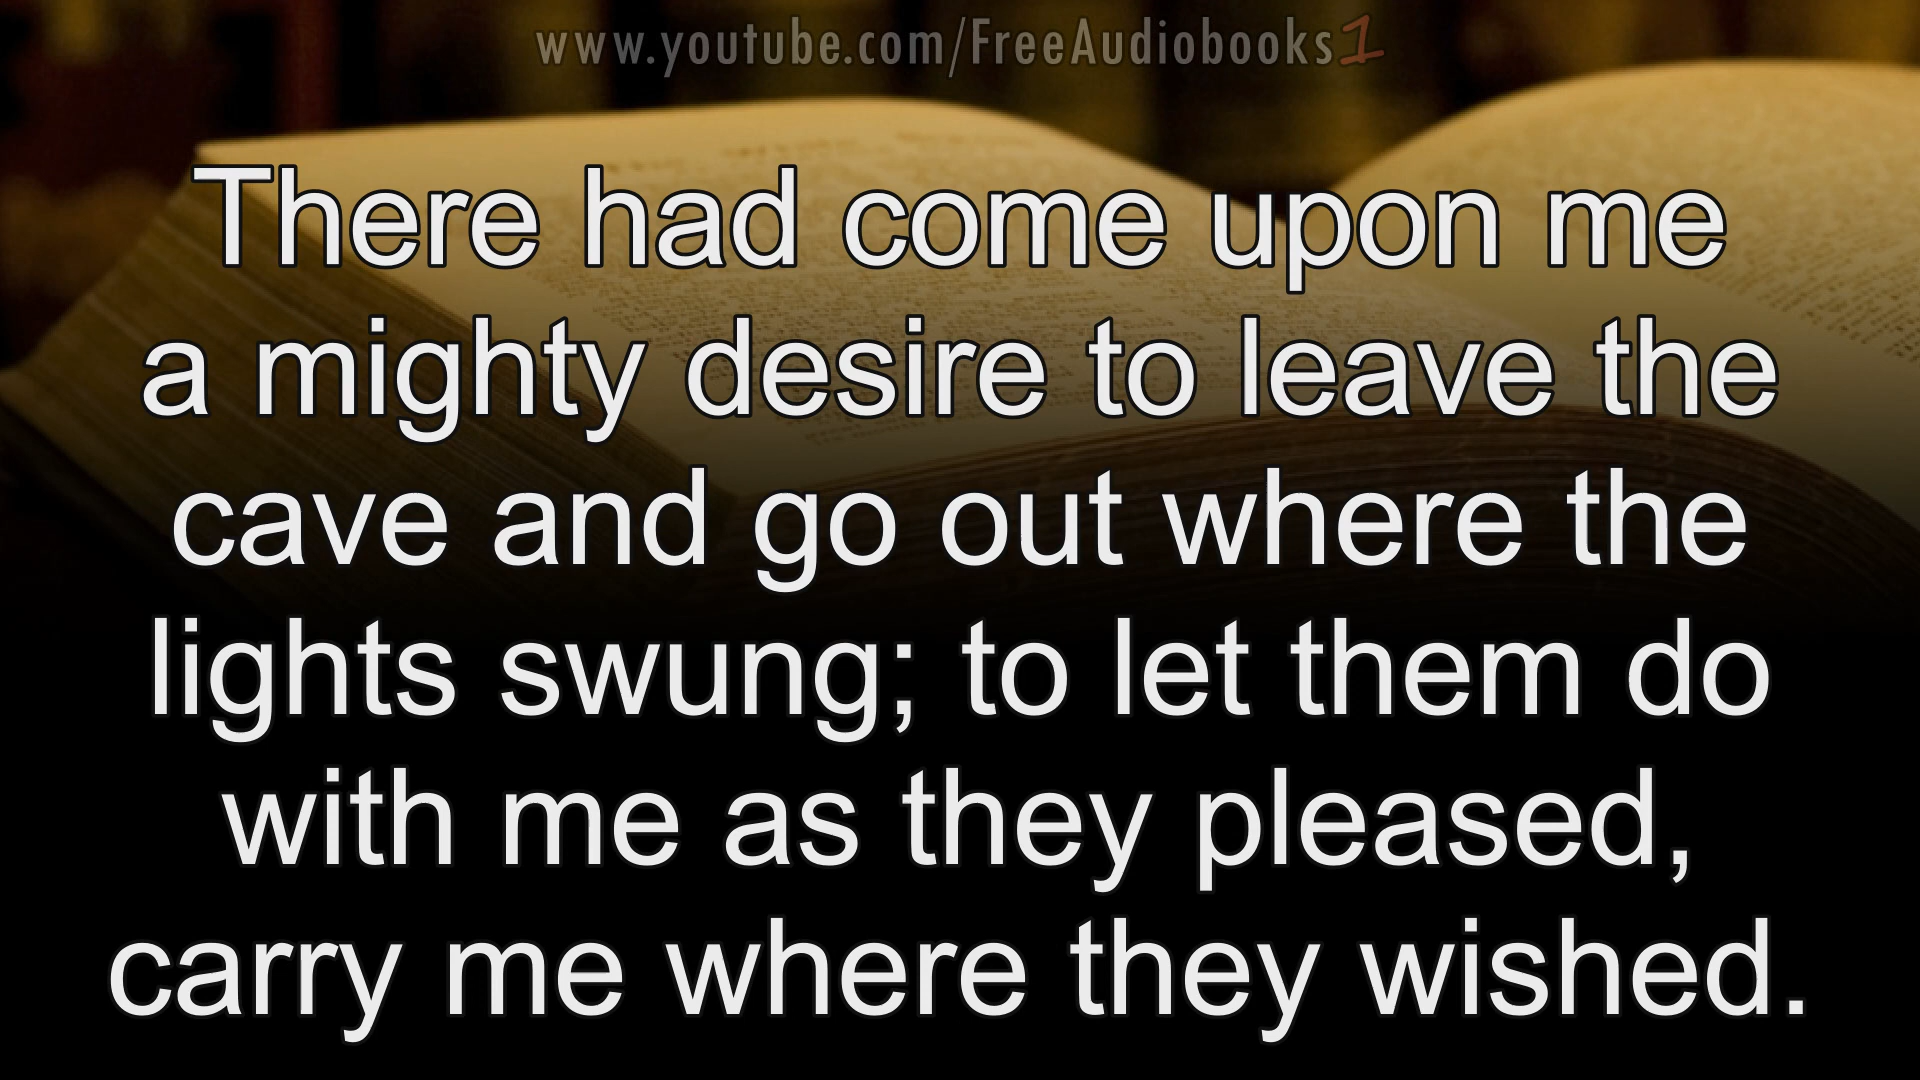 www.youtube.com/FreeAudiobooks1
There had come upon me
a mighty desire to leave the
cave and go out where the
lights swung; to let them do
with me as they pleased,
carry me where they wished.